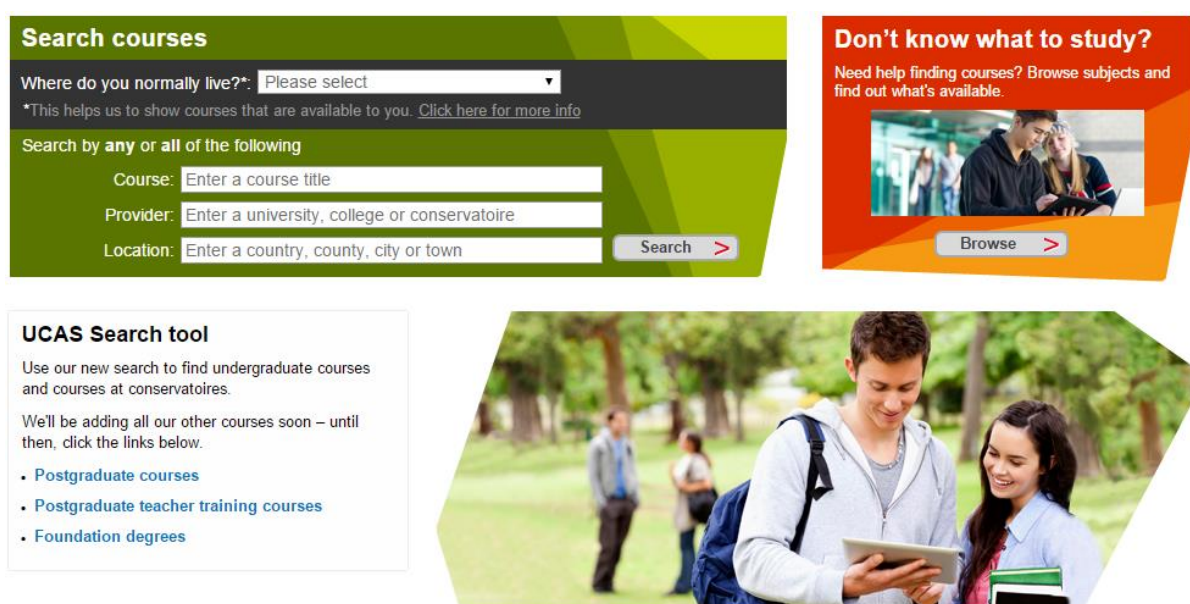 Search courses
Where do you normally live?*: Please select
*This helps us to show courses that are available to you. Click here for more info
Search by any or all of the following
Course: Enter a course title
Provider: Enter a university, college or conservatoire
Location: Enter a country, county, city or town
Search >
Don't know what to study?
Need help finding courses? Browse subjects and
find out what's available.
Browse >
UCAS Search tool
Use our new search to find undergraduate courses
and courses at conservatoires.
We'll be adding all our other courses soon – until
then, click the links below.
• Postgraduate courses
• Postgraduate teacher training courses
• Foundation degrees